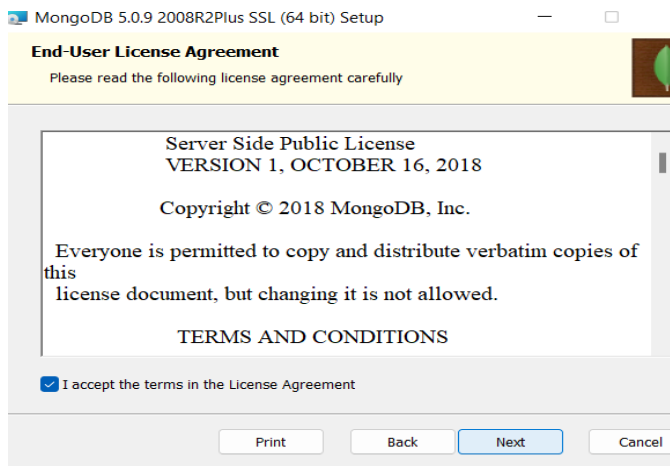 MongoDB 5.0.9 2008R2Plus SSL (64 bit) Setup
End-User License Agreement
Please read the following license agreement carefully
Server Side Public License
VERSION 1, OCTOBER 16, 2018
Copyright © 2018 MongoDB, Inc.
Everyone is permitted to copy and distribute verbatim copies of
this
license document, but changing it is not allowed.
TERMS AND CONDITIONS
I accept the terms in the License Agreement
Print Back Next Cancel